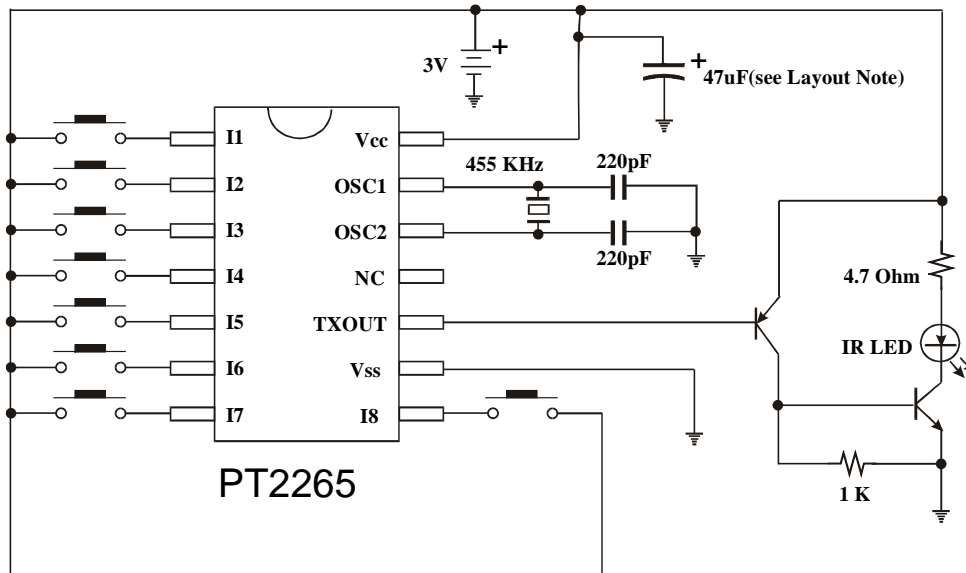 3V
+
+
47uF(see Layout Note)
I1
I2
I3
I4
I5
I6
I7
Vcc
OSC1
OSC2
NC
TXOUT
Vss
I8
455 KHz
220pF
220pF
4.7 Ohm
IR LED
1 K
PT2265